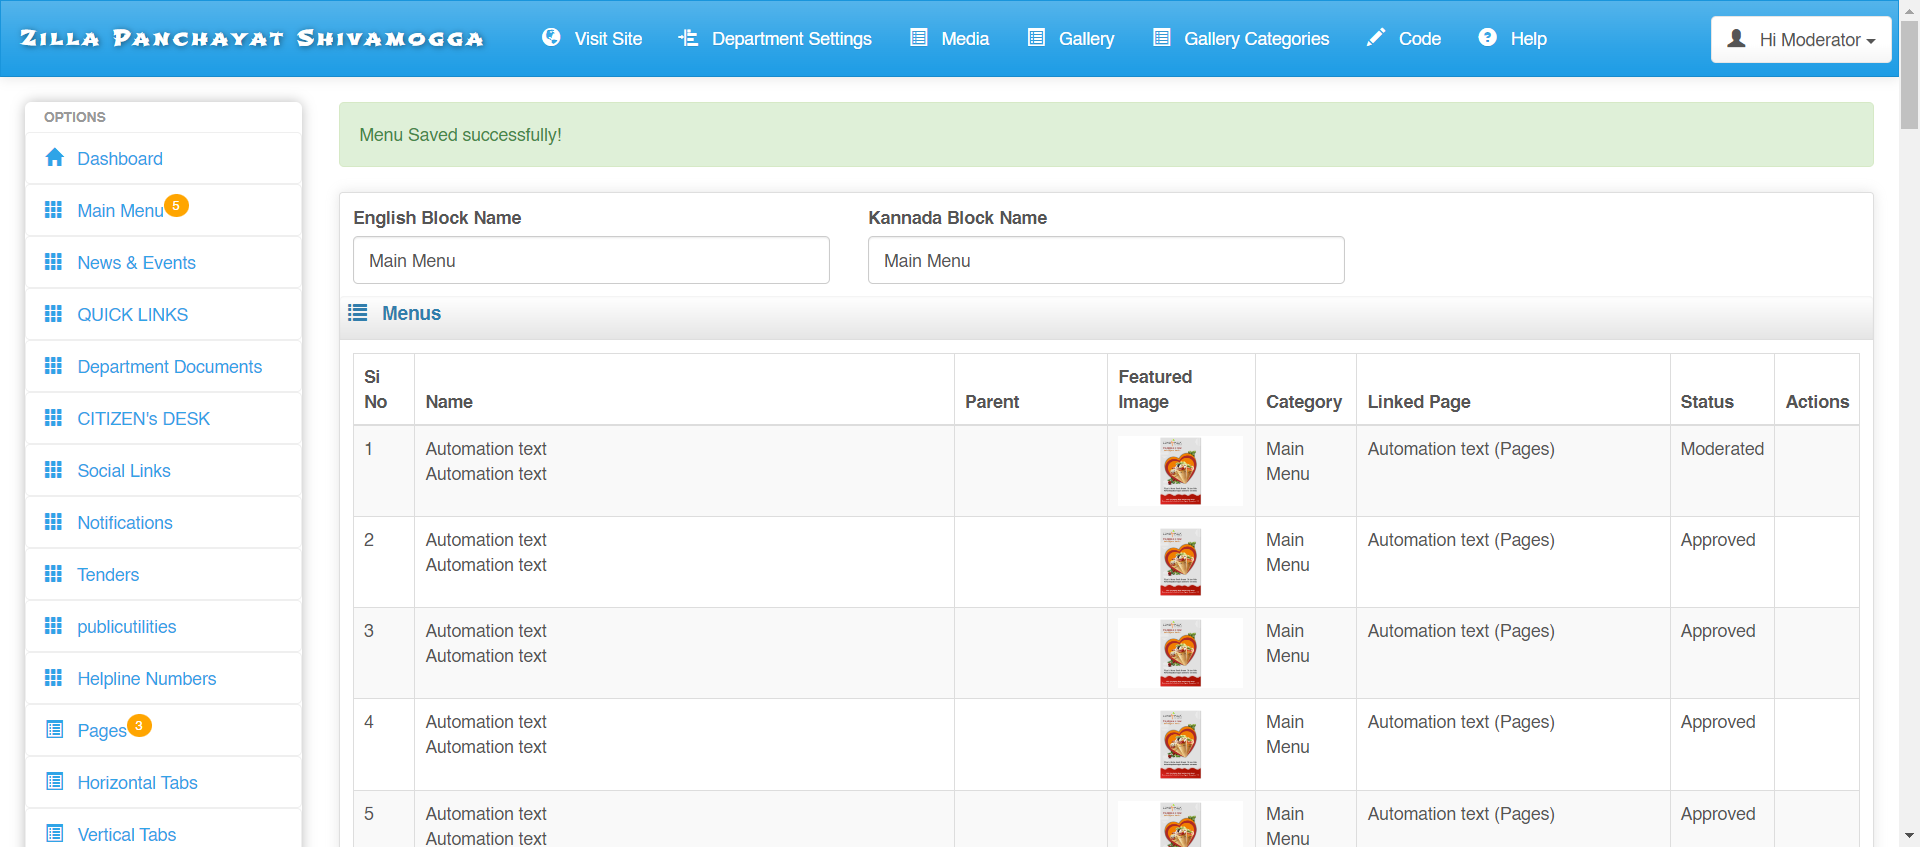 Zilla Panchayat Shivamogga
Visit Site
Department Settings
Media
Gallery
Gallery Categories
Code
Help
Hi Moderator
OPTIONS
Dashboard
Main Menu 5
News & Events
QUICK LINKS
Department Documents
CITIZEN's DESK
Social Links
Notifications
Tenders
publicutilities
Helpline Numbers
Pages 3
Horizontal Tabs
Vertical Tabs
Menu Saved successfully!
English Block Name
Main Menu
Kannada Block Name
Main Menu
Menus
Si No
Name
Parent
Featured Image
Category
Linked Page
Status
Actions
1
Automation text
Automation text
Main
Menu
Automation text (Pages)
Moderated
2
Automation text
Automation text
Main
Menu
Automation text (Pages)
Approved
3
Automation text
Automation text
Main
Menu
Automation text (Pages)
Approved
4
Automation text
Automation text
Main
Menu
Automation text (Pages)
Approved
5
Automation text
Automation text
Main
Menu
Automation text (Pages)
Approved